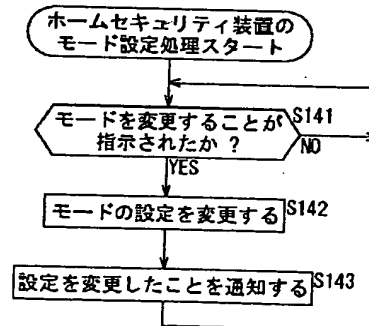 ホームセキュリティ装置の
モード設定処理スタート
モードを変更することが
指示されたか?
S141
NO
YES
モードの設定を変更する
S142
設定を変更したことを通知する
S143